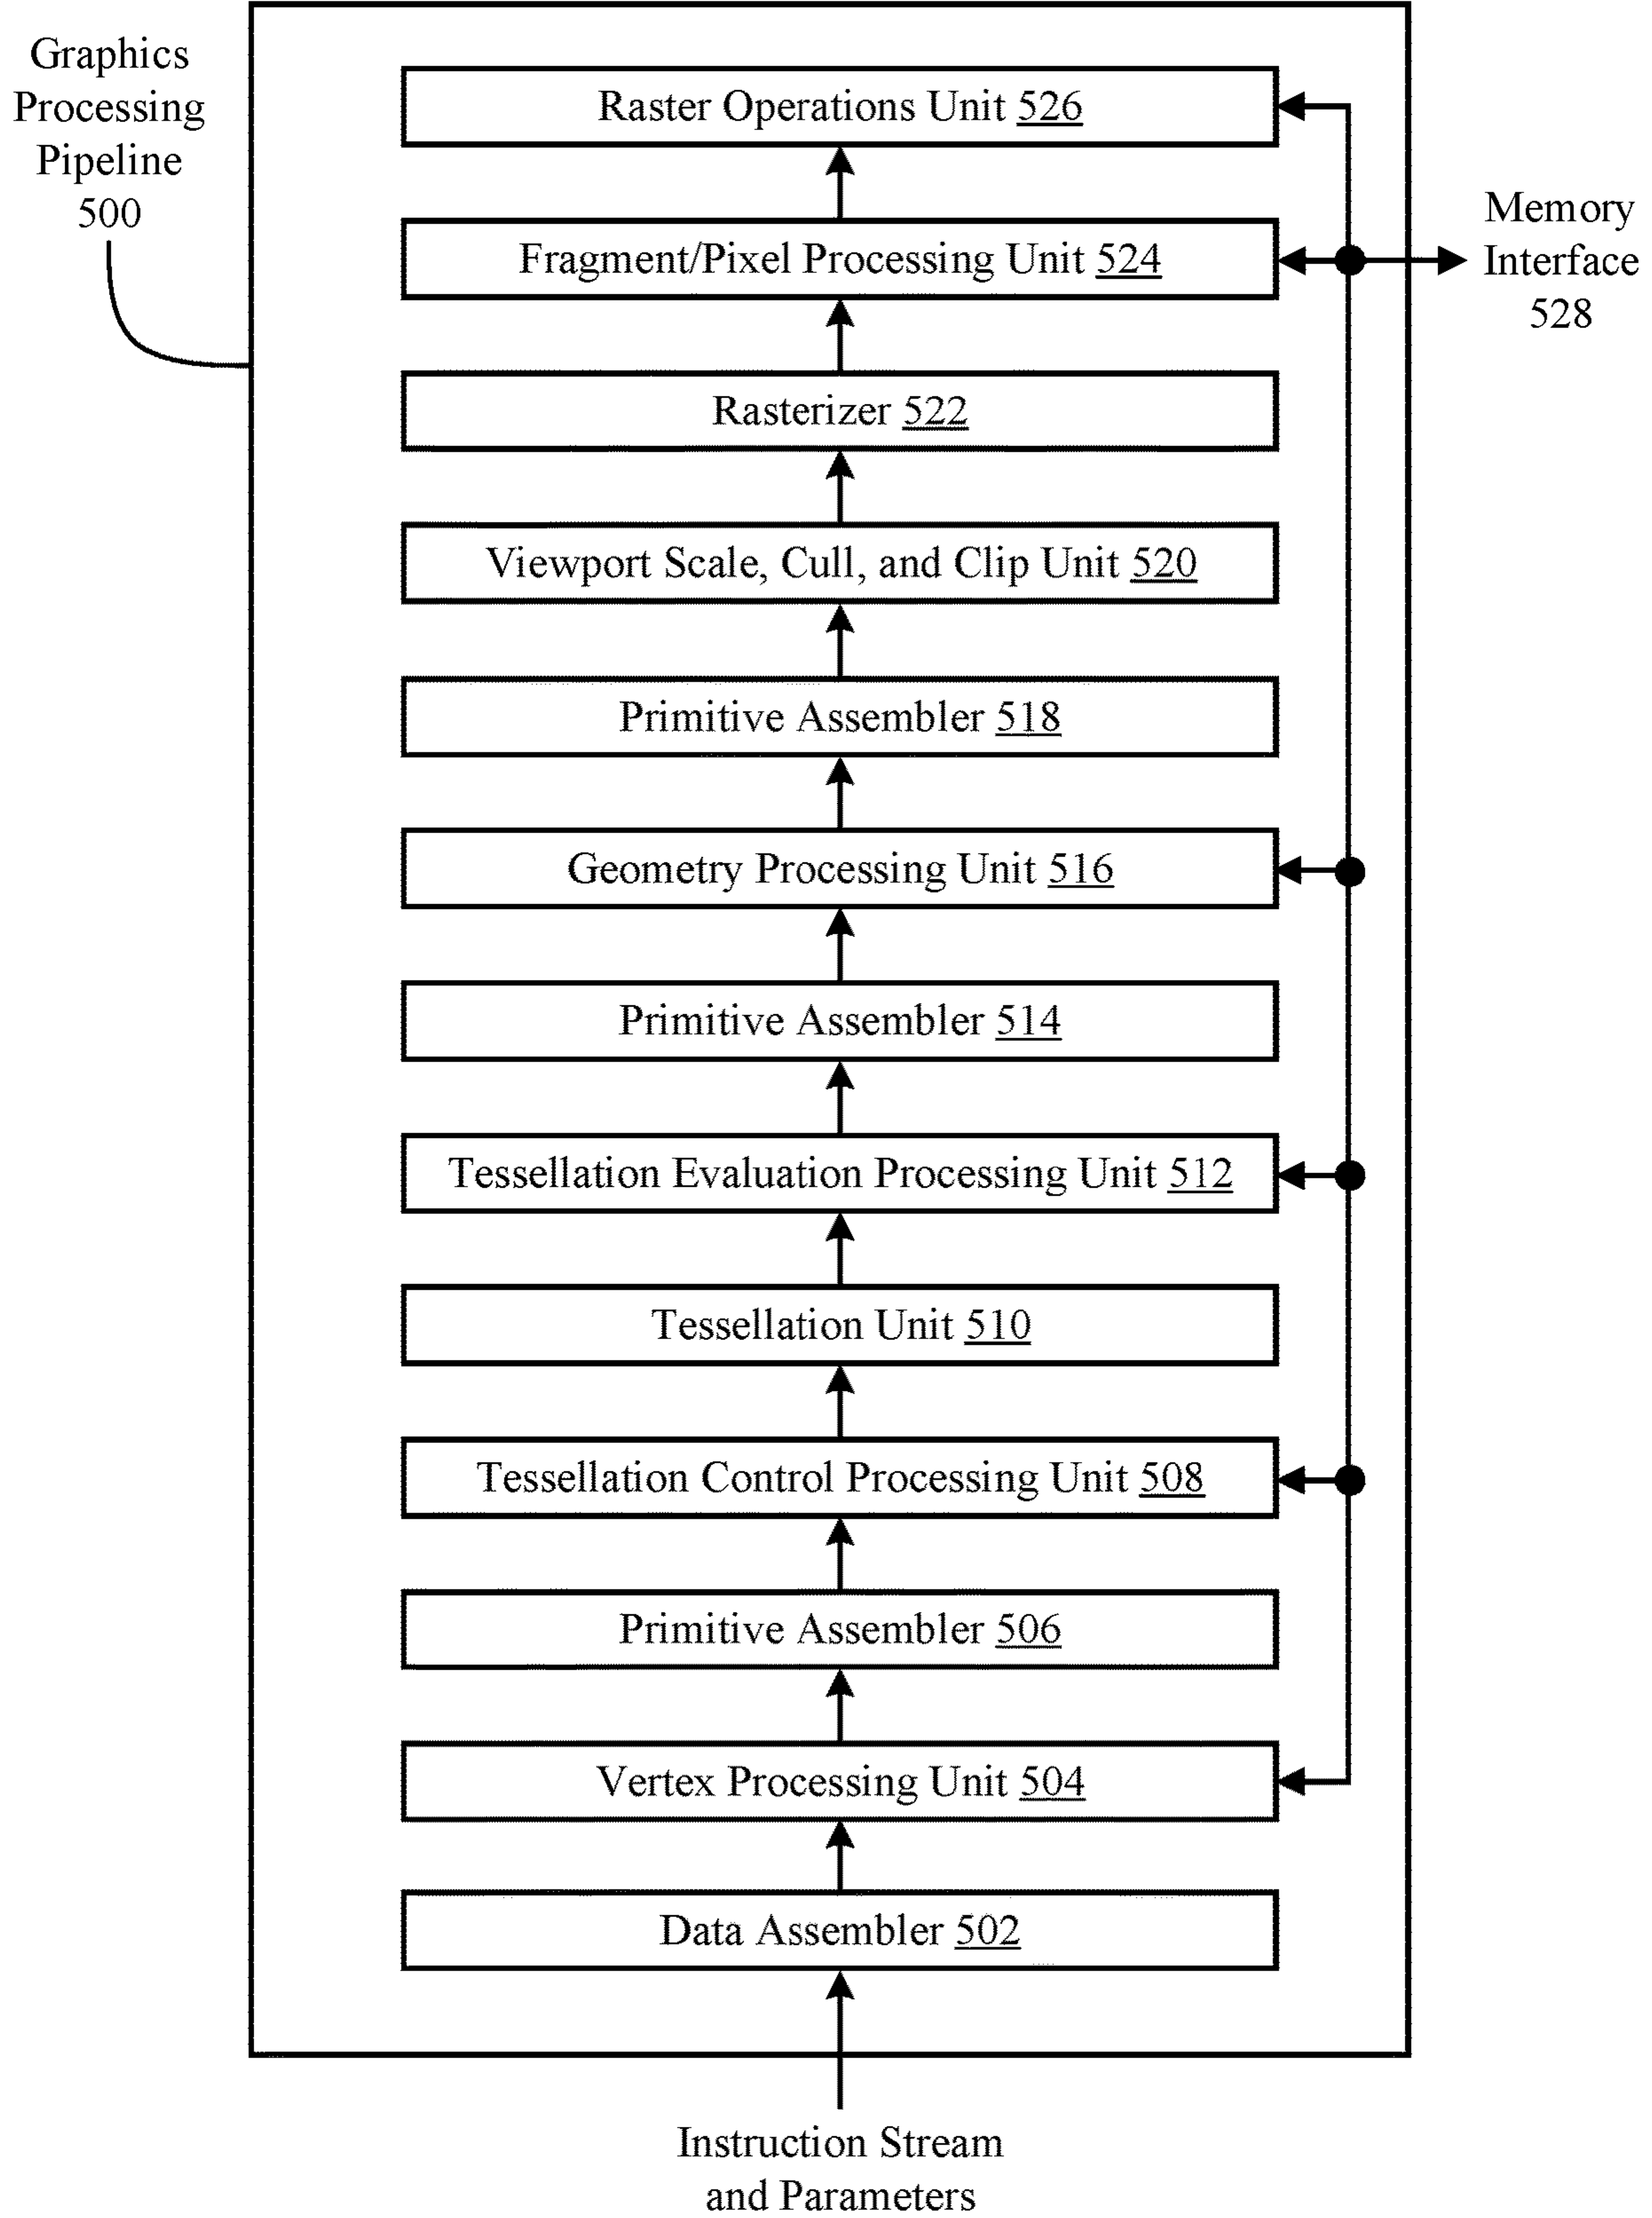 Graphics
Processing
Pipeline
500
Raster Operations Unit 526
Fragment/Pixel Processing Unit 524
Memory
Interface
528
Rasterizer 522
Viewport Scale, Cull, and Clip Unit 520
Primitive Assembler 518
Geometry Processing Unit 516
Primitive Assembler 514
Tessellation Evaluation Processing Unit 512
Tessellation Unit 510
Tessellation Control Processing Unit 508
Primitive Assembler 506
Vertex Processing Unit 504
Data Assembler 502
Instruction Stream
and Parameters